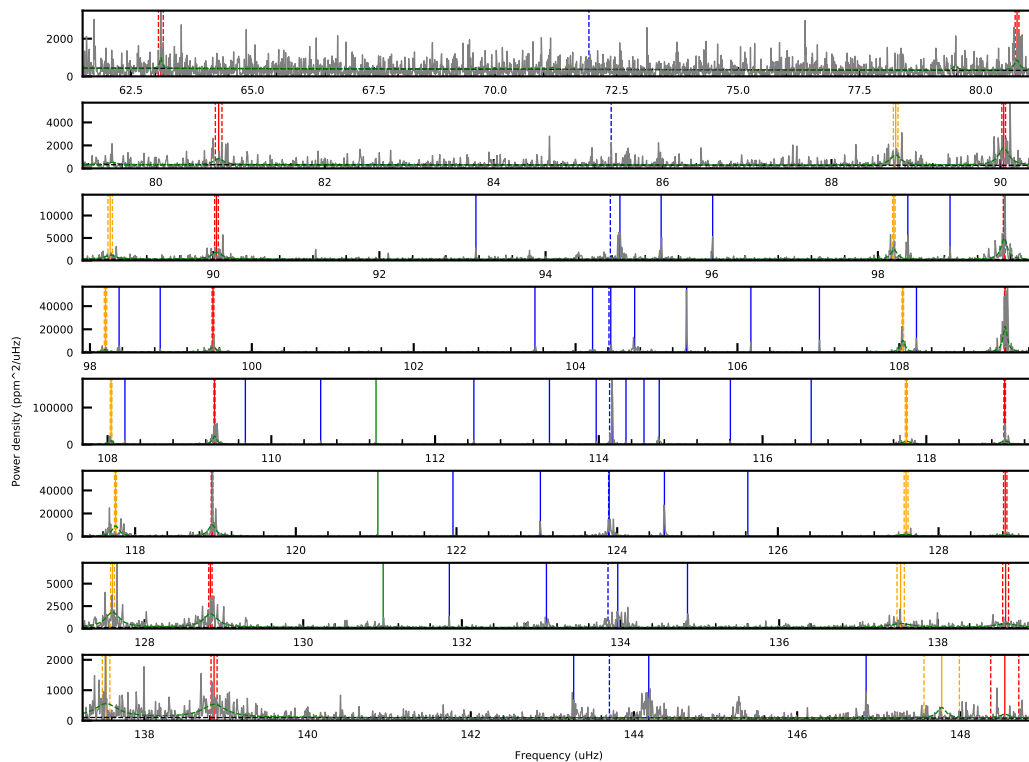 2000
0
62.5 65.0 67.5 70.0 72.5 75.0 77.5 80.0
4000
2000
0
80 82 84 86 88 90
10000
5000
0
90 92 94 96 98
40000
20000
0
98 100 102 104 106 108
100000
0
108 110 112 114 116 118
40000
20000
0
118 120 122 124 126 128
5000
2500
0
128 130 132 134 136 138
2000
1000
0
138 140 142 144 146 148
Power density (ppm^2/uHz)
Frequency (uHz)